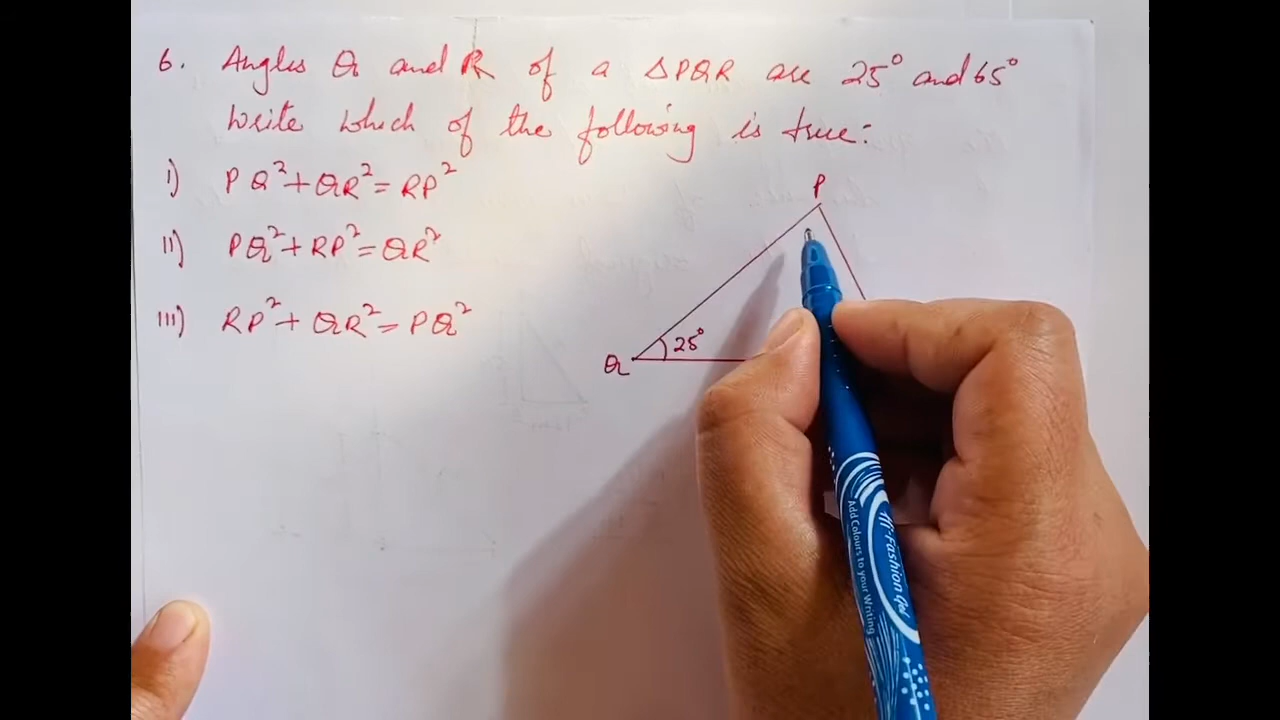 6. Angles Q and R of a △PQR are 25° and 65°
Write which of the following is true:
i) PQ²+QR²=RP²
ii) PQ²+RP²=QR²
iii) RP²+QR²=PQ²
P
25°
Q
Hi-Fashion Gel
Add Colours to your Writing